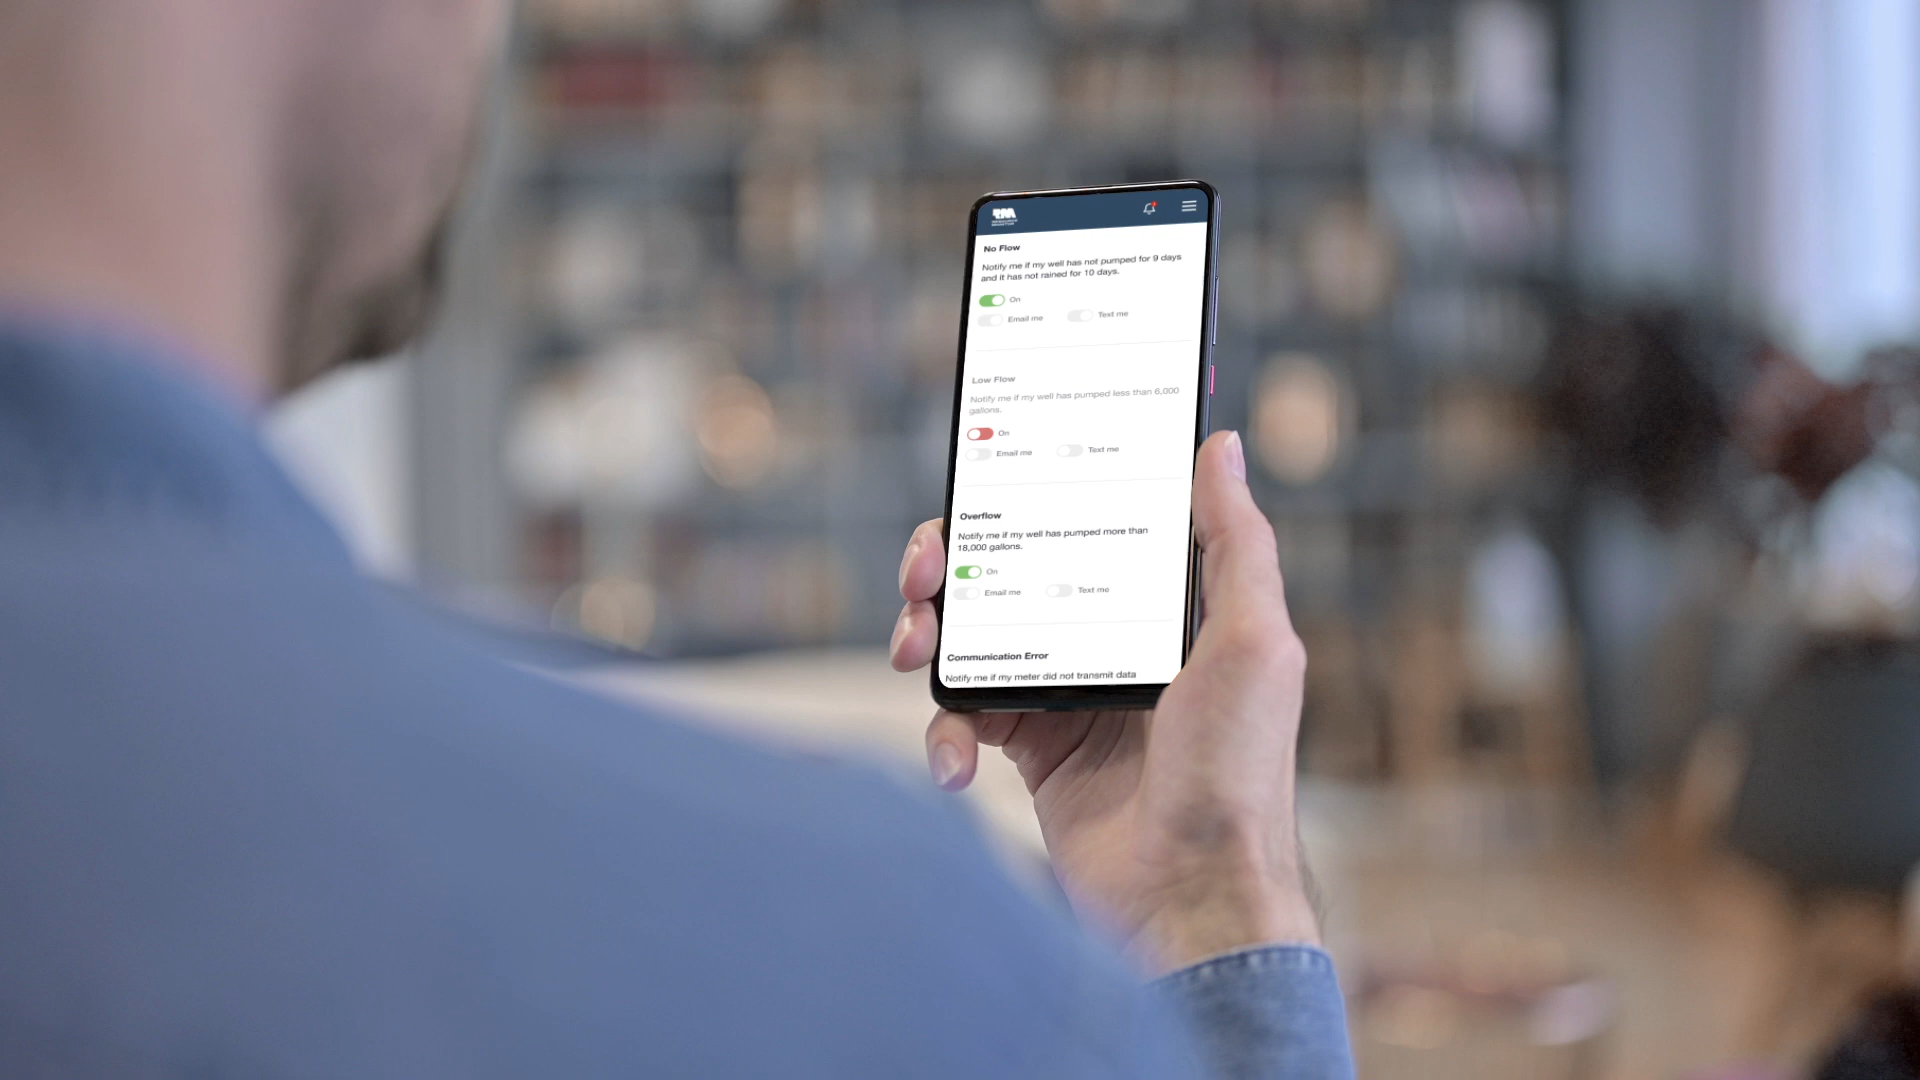 No Flow
Notify me if my well has not pumped for 9 days
and it has not rained for 10 days.
On
Email me Text me
Low Flow
Notify me if my well has pumped less than 6,000
gallons.
On
Email me Text me
Overflow
Notify me if my well has pumped more than
18,000 gallons.
On
Email me Text me
Communication Error
Notify me if my meter did not transmit data